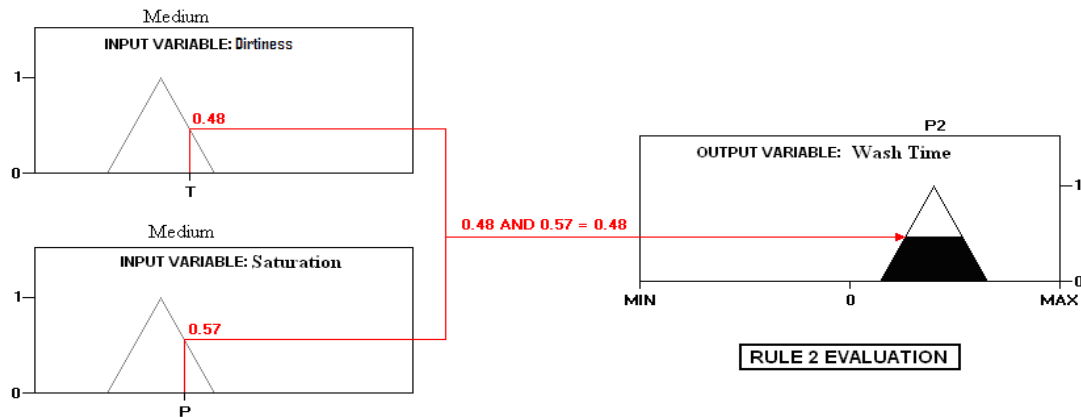 Medium
INPUT VARIABLE: Dirtiness
1
0.48
0
T
Medium
INPUT VARIABLE: Saturation
1
0.57
0
P
0.48 AND 0.57 = 0.48
P2
OUTPUT VARIABLE: Wash Time
1
0
MIN
0
MAX
RULE 2 EVALUATION